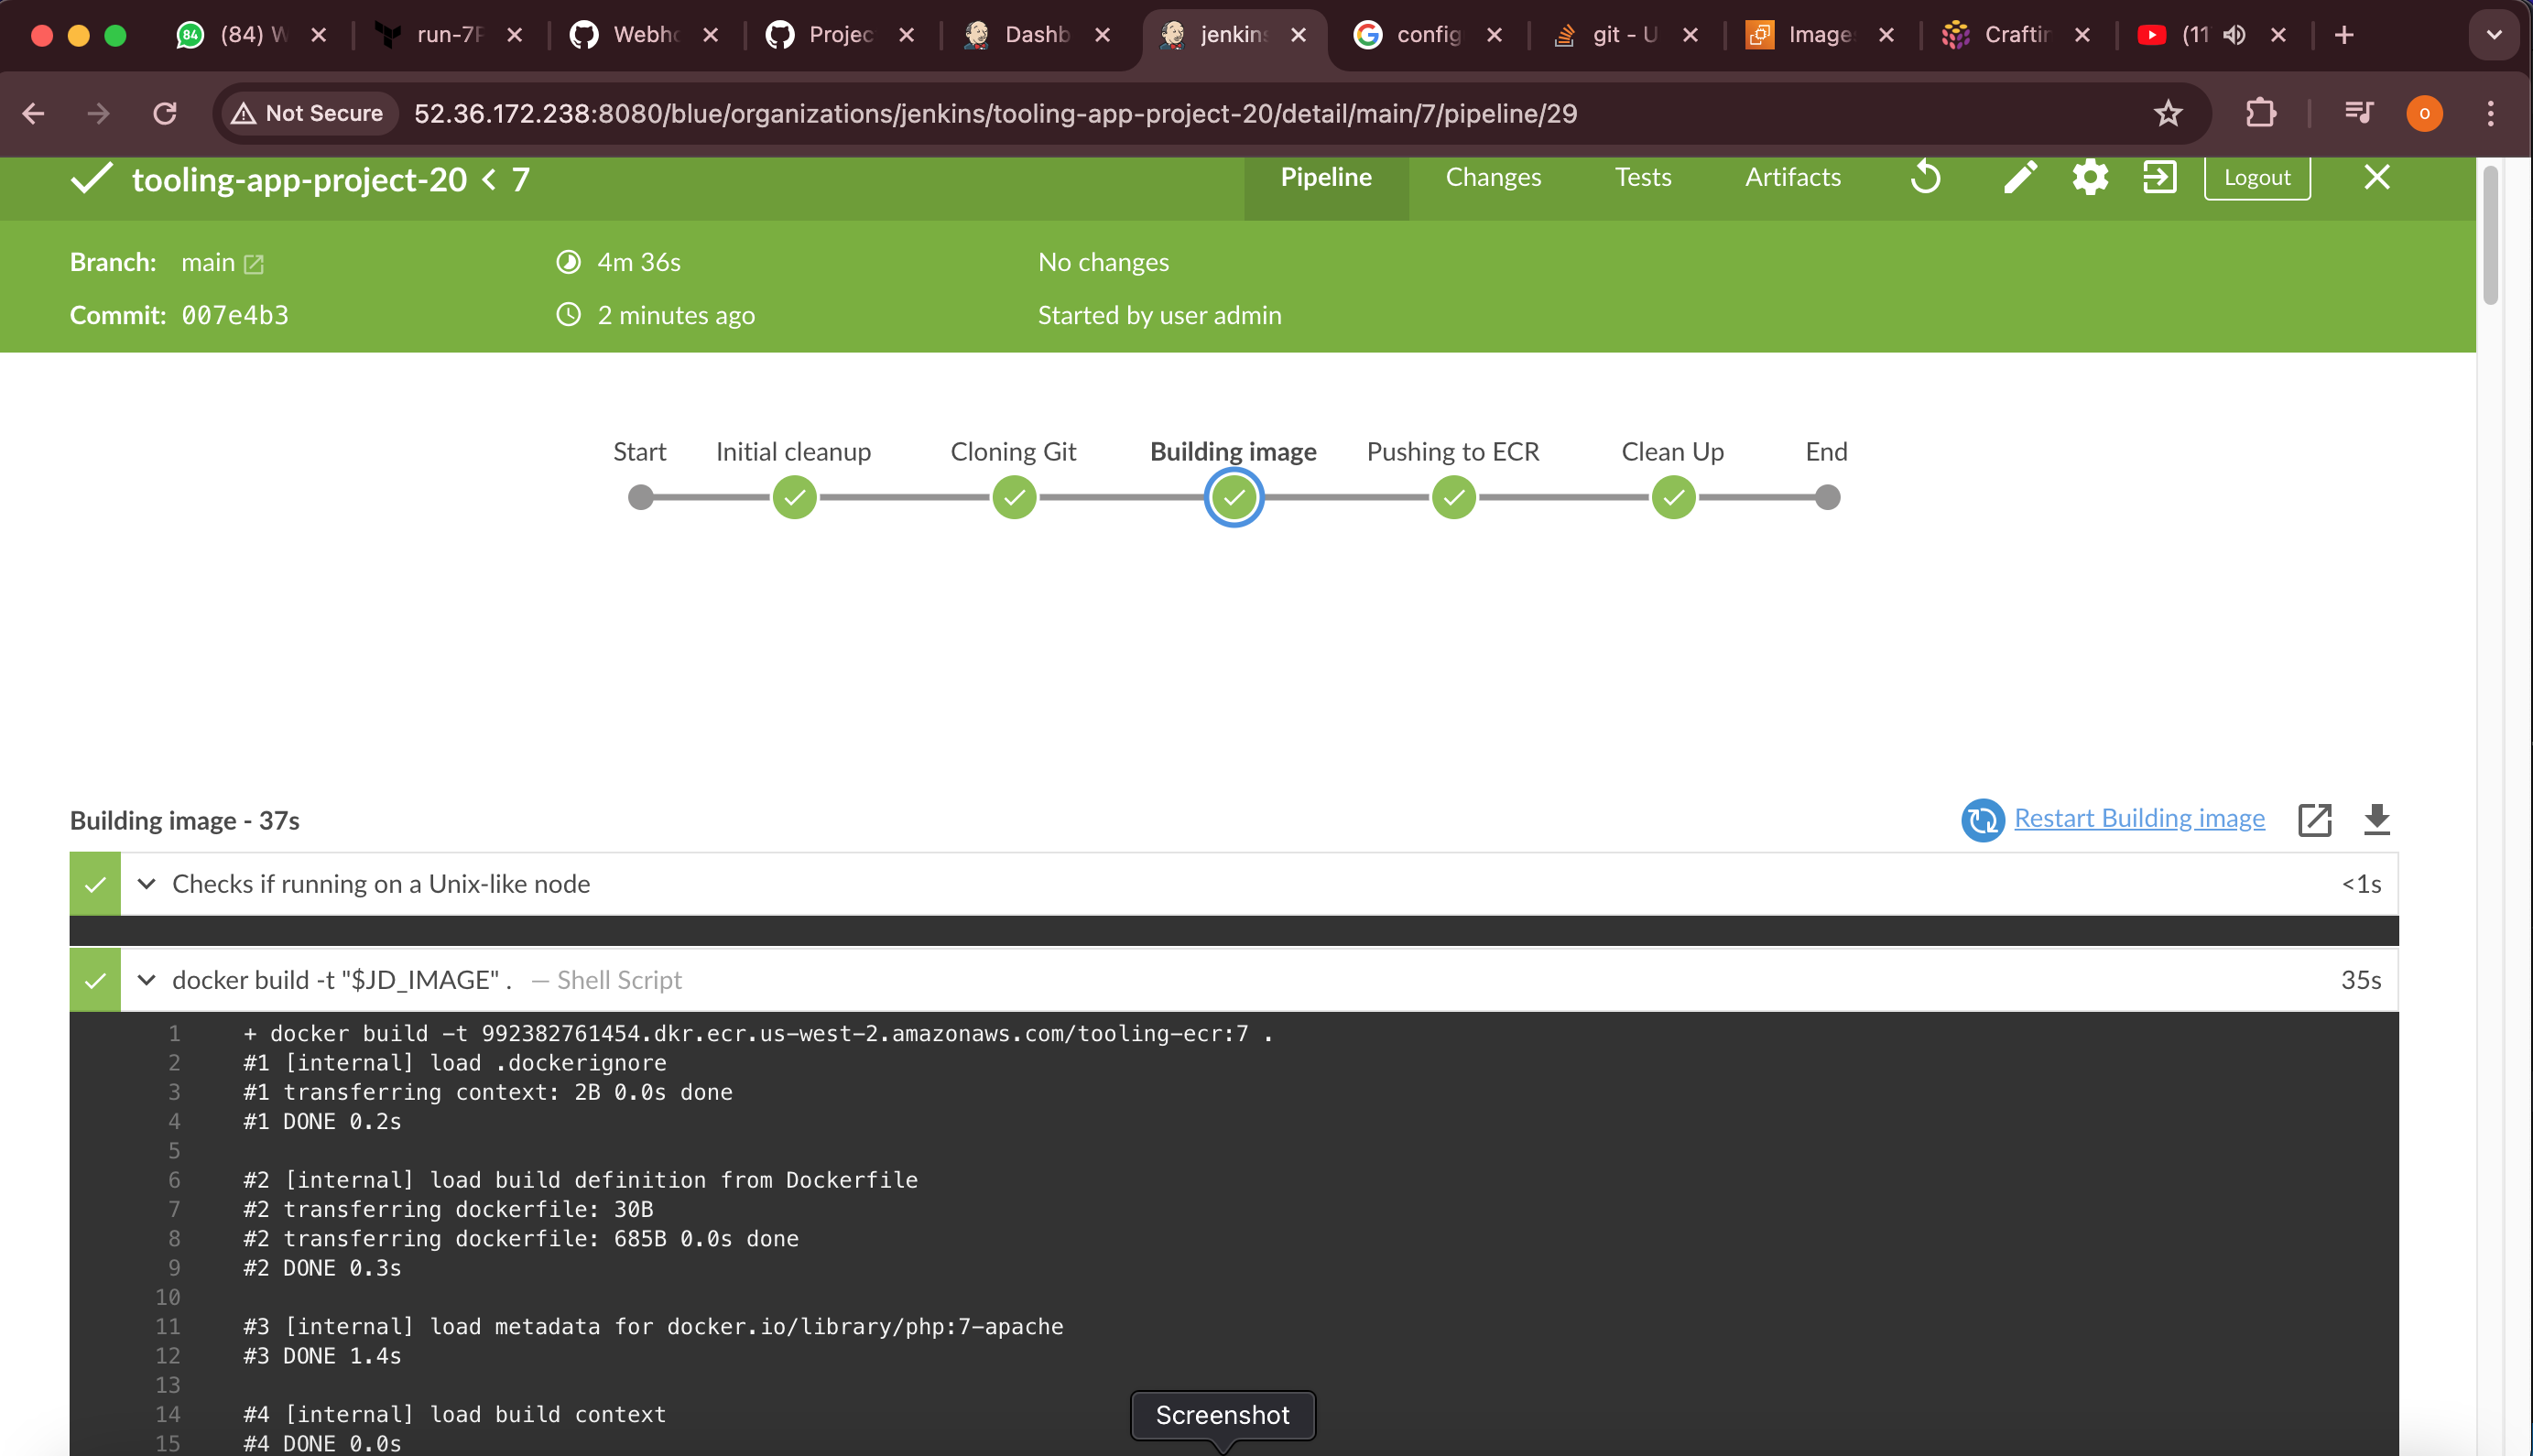 84 (84) W run-7P Webho Projec Dashb jenkins config git - U Image Craftin (11
Not Secure 52.36.172.238:8080/blue/organizations/jenkins/tooling-app-project-20/detail/main/7/pipeline/29 O
tooling-app-project-20 < 7 Pipeline Changes Tests Artifacts Logout
Branch: main 4m 36s No changes
Commit: 007e4b3 2 minutes ago Started by user admin
Start Initial cleanup Cloning Git Building image Pushing to ECR Clean Up End
Building image - 37s Restart Building image
Checks if running on a Unix-like node <1s
docker build -t "$JD_IMAGE" . — Shell Script 35s
1 + docker build -t 992382761454.dkr.ecr.us-west-2.amazonaws.com/tooling-ecr:7 .
2 #1 [internal] load .dockerignore
3 #1 transferring context: 2B 0.0s done
4 #1 DONE 0.2s
5
6 #2 [internal] load build definition from Dockerfile
7 #2 transferring dockerfile: 30B
8 #2 transferring dockerfile: 685B 0.0s done
9 #2 DONE 0.3s
10
11 #3 [internal] load metadata for docker.io/library/php:7-apache
12 #3 DONE 1.4s
13
14 #4 [internal] load build context
15 #4 DONE 0.0s
Screenshot